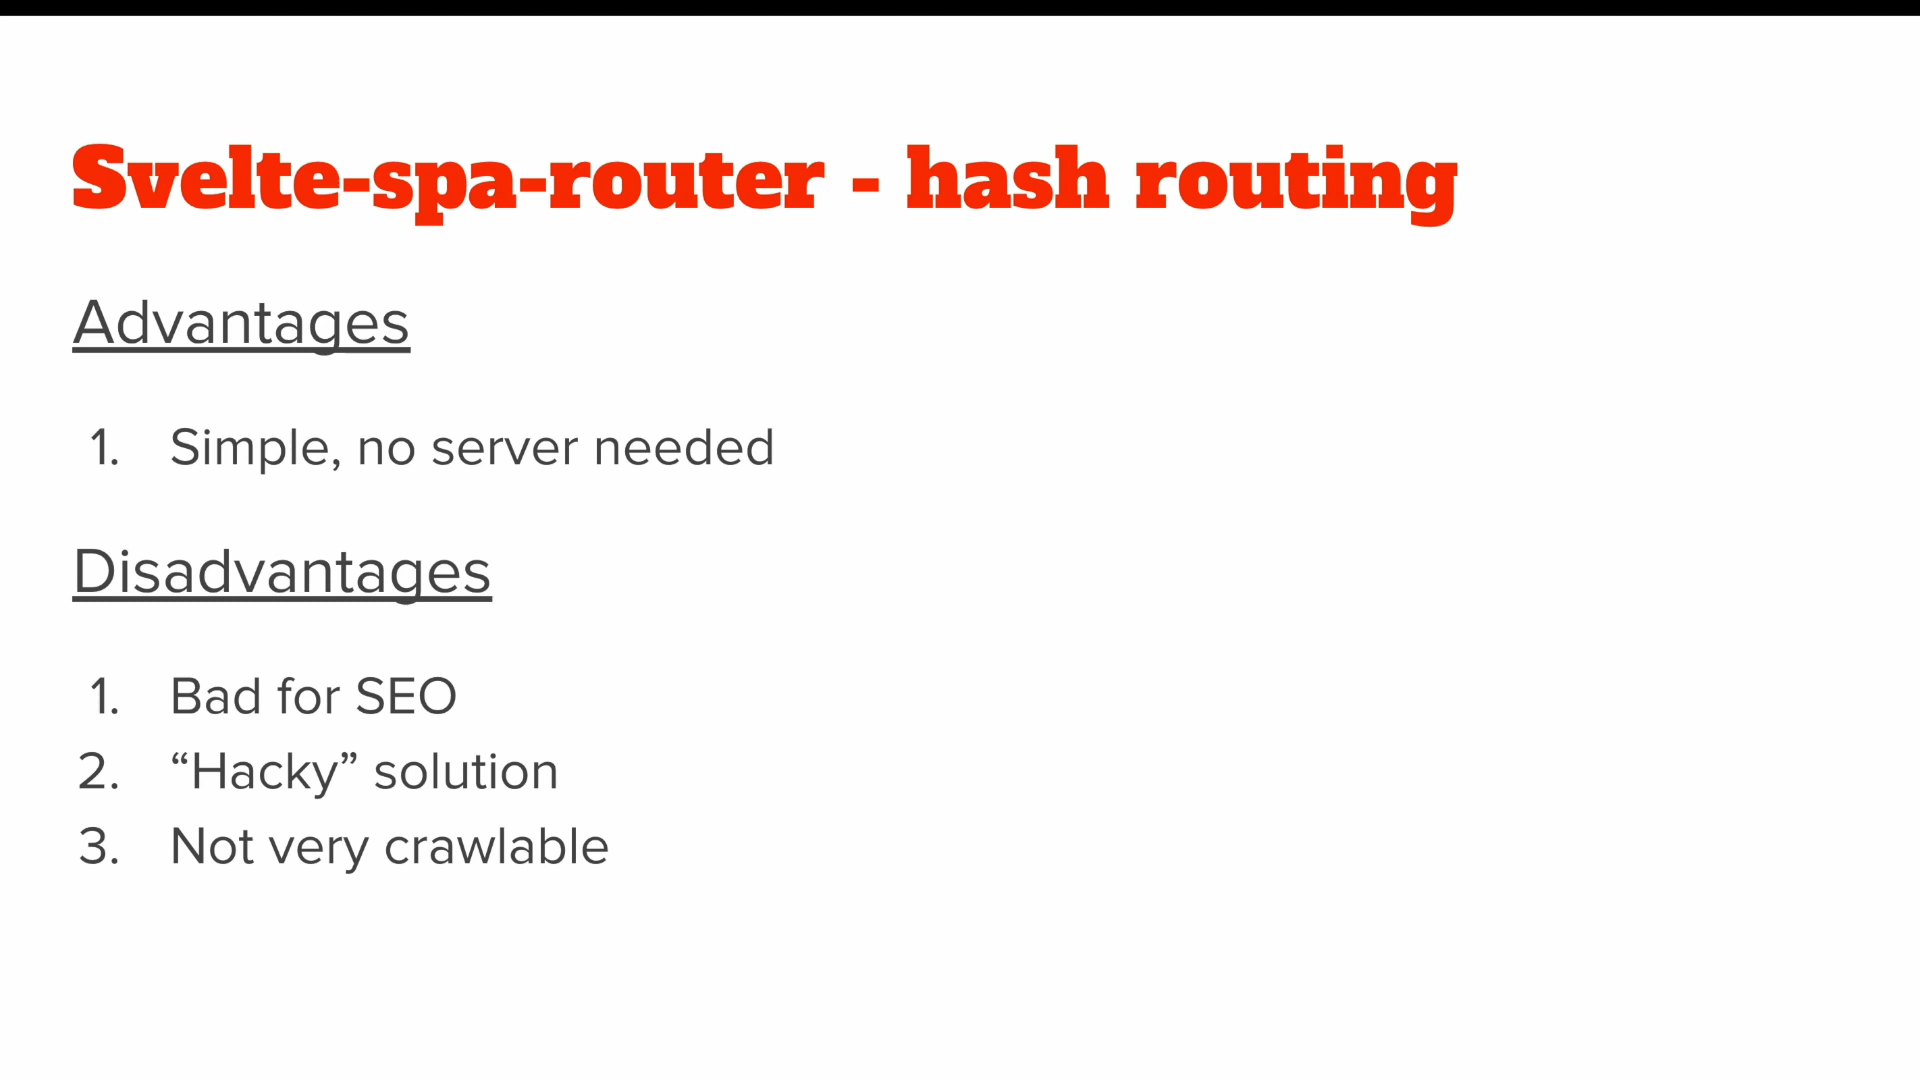 Svelte-spa-router - hash routing
Advantages
1. Simple, no server needed
Disadvantages
1. Bad for SEO
2. “Hacky” solution
3. Not very crawlable